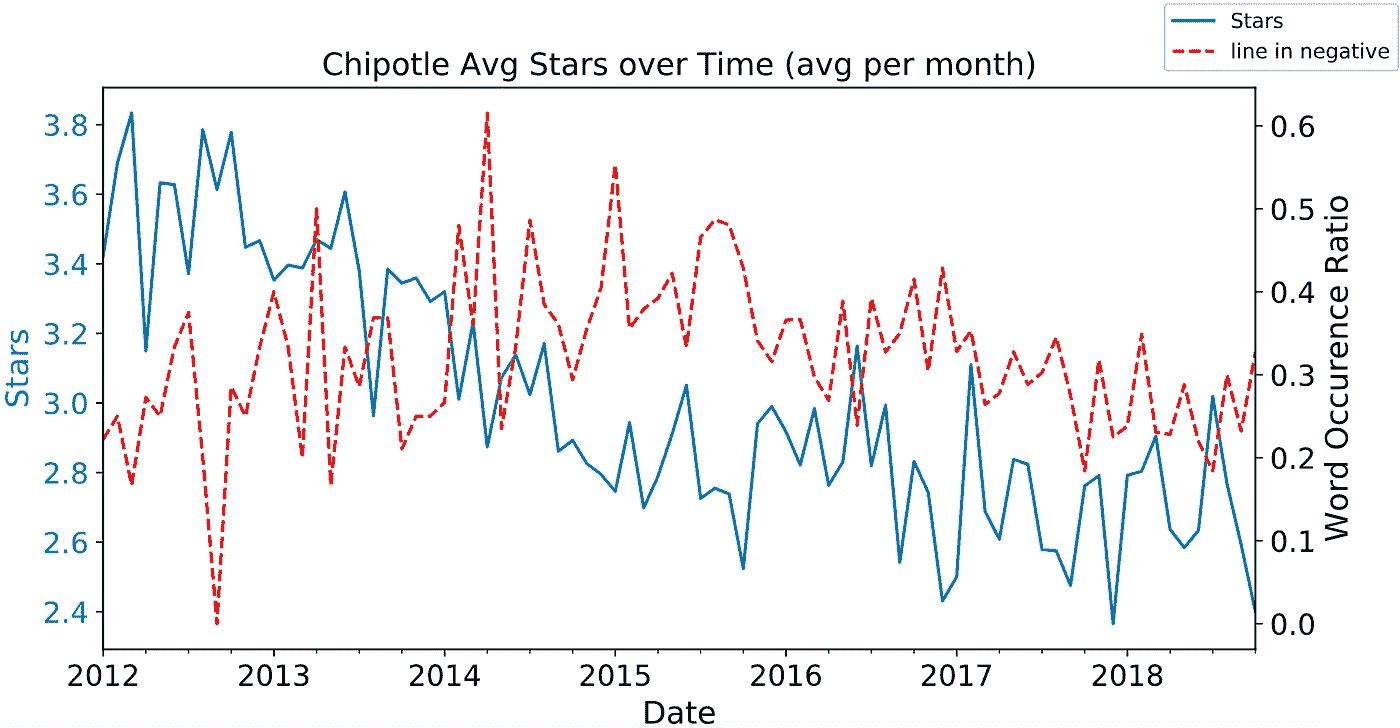 Stars
line in negative
Chipotle Avg Stars over Time (avg per month)
3.8
3.6
3.4
3.2
3.0
2.8
2.6
2.4
Stars
0.6
0.5
0.4
0.3
0.2
0.1
0.0
Word Occurence Ratio
2012 2013 2014 2015 2016 2017 2018
Date